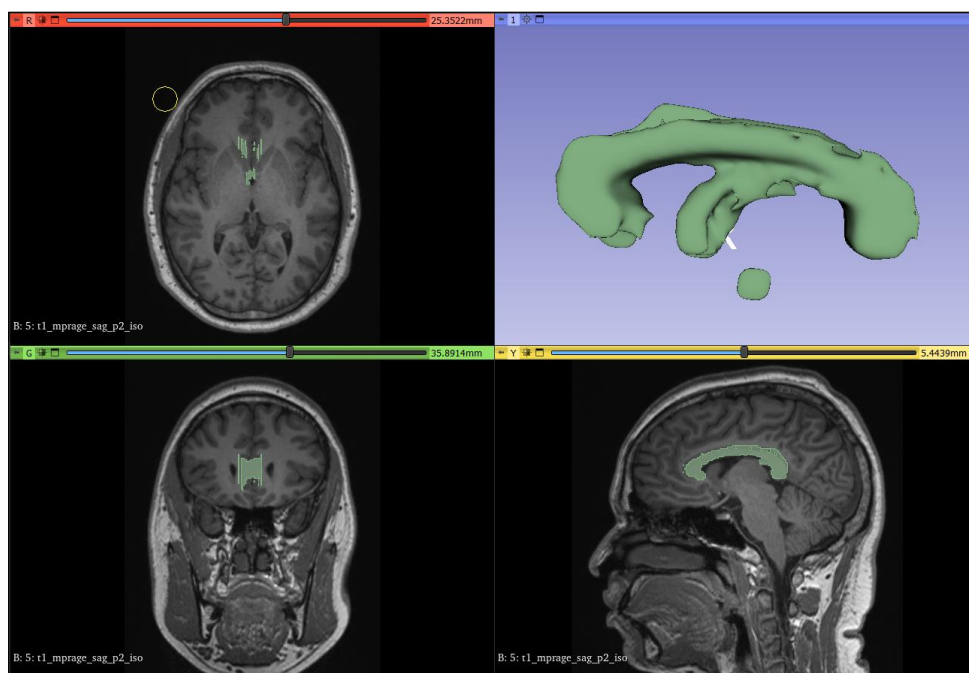 R
25.3522mm
1
B: 5: t1_mprage_sag_p2_iso
G
35.8914mm
Y
5.4439mm
B: 5: t1_mprage_sag_p2_iso
B: 5: t1_mprage_sag_p2_iso